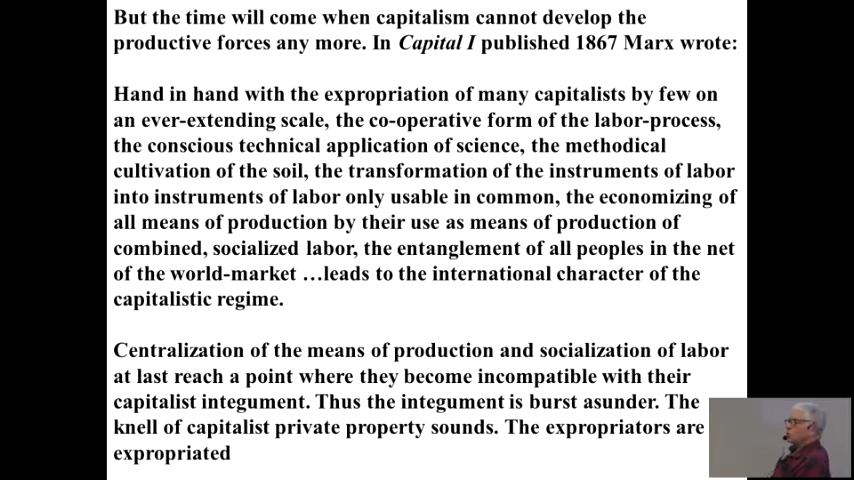 But the time will come when capitalism cannot develop the
productive forces any more. In Capital I published 1867 Marx wrote:
Hand in hand with the expropriation of many capitalists by few on
an ever-extending scale, the co-operative form of the labor-process,
the conscious technical application of science, the methodical
cultivation of the soil, the transformation of the instruments of labor
into instruments of labor only usable in common, the economizing of
all means of production by their use as means of production of
combined, socialized labor, the entanglement of all peoples in the net
of the world-market …leads to the international character of the
capitalistic regime.
Centralization of the means of production and socialization of labor
at last reach a point where they become incompatible with their
capitalist integument. Thus the integument is burst asunder. The
knell of capitalist private property sounds. The expropriators are
expropriated